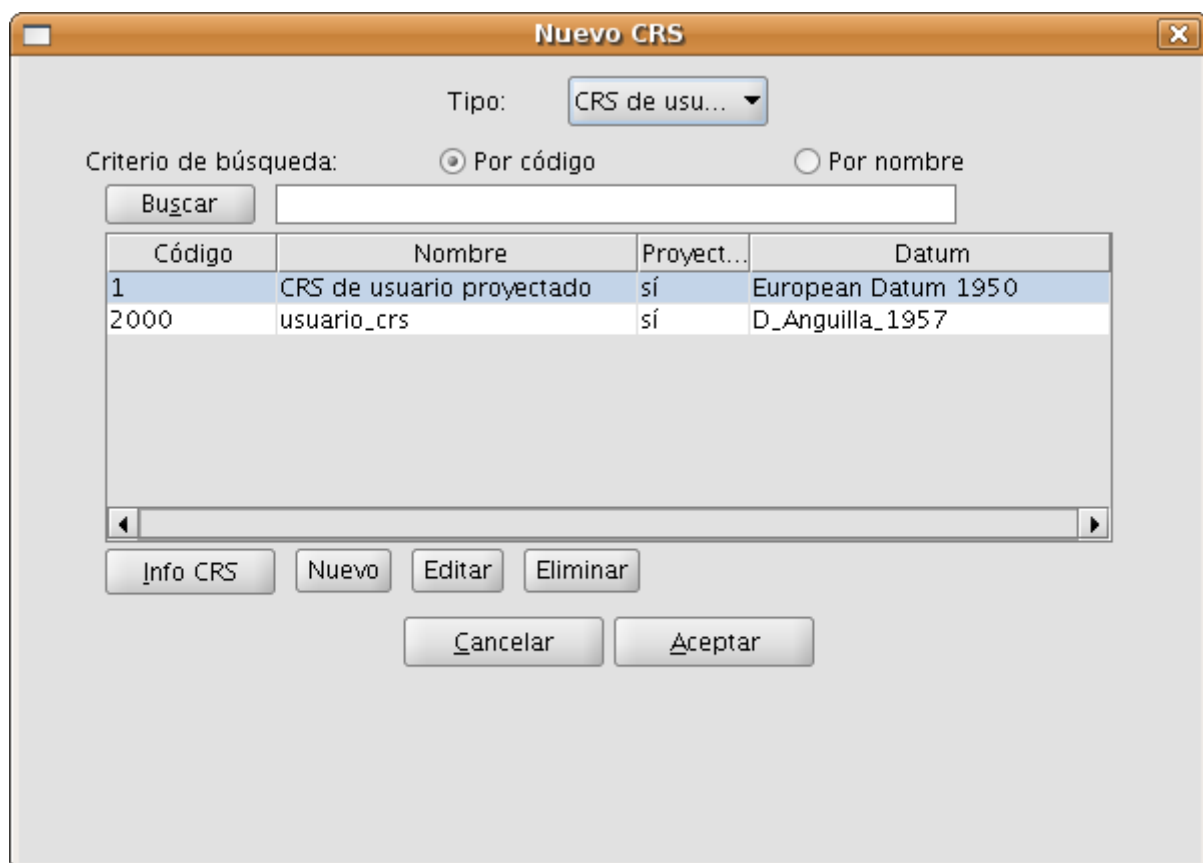 Nuevo CRS
Tipo: CRS de usu...
Criterio de búsqueda: Por código Por nombre
Buscar
Código Nombre Proyect... Datum
1 CRS de usuario proyectado sí European Datum 1950
2000 usuario_crs sí D_Anguilla_1957
Info CRS Nuevo Editar Eliminar
Cancelar Aceptar